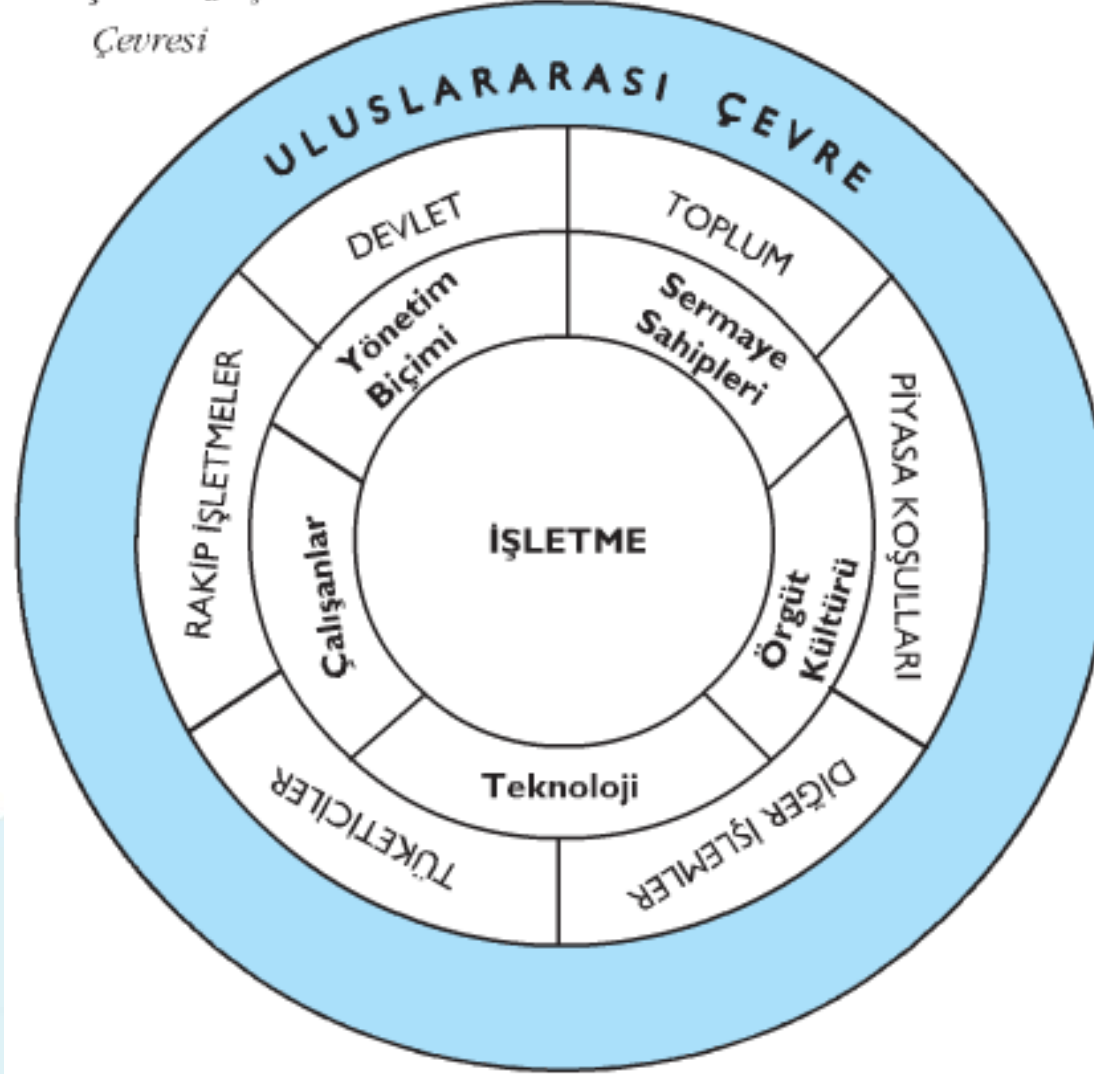 Çevresi
ULUSLARARASI ÇEVRE
DEVLET
TOPLUM
Yönetim
Biçimi
Sermaye
Sahipleri
RAKİP İŞLETMELER
PİYASA KOŞULLARI
Çalışanlar
İŞLETME
Örgüt
Kültürü
Teknoloji
TÜKETİCİLER
DİĞER İŞLEMLER